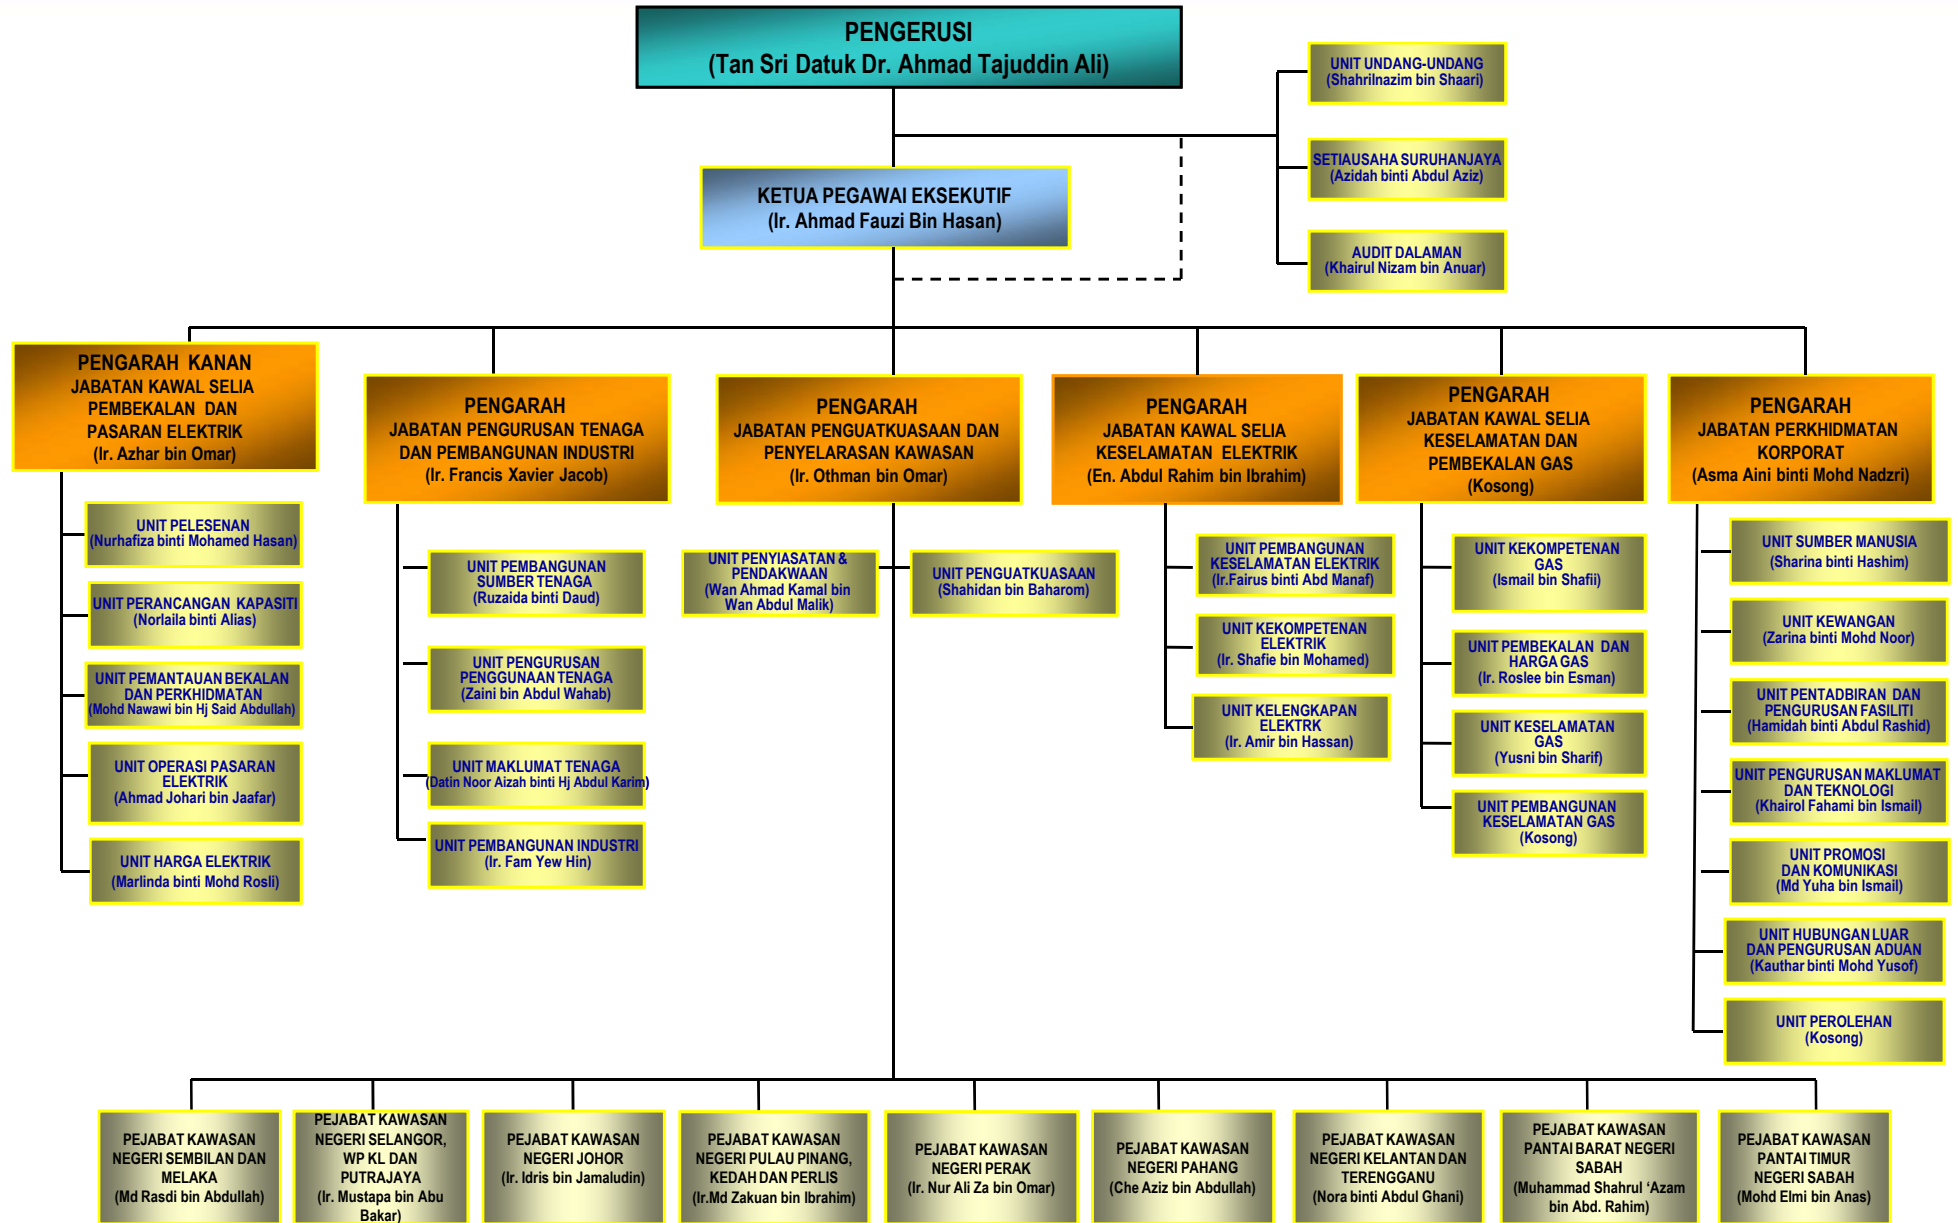 PENGERUSI
(Tan Sri Datuk Dr. Ahmad Tajuddin Ali)
UNIT UNDANG-UNDANG
(Shahrilnazim bin Shaari)
SETIAUSAHA SURUHANJAYA
(Azidah binti Abdul Aziz)
AUDIT DALAMAN
(Khairul Nizam bin Anuar)
KETUA PEGAWAI EKSEKUTIF
(Ir. Ahmad Fauzi Bin Hasan)
PENGARAH KANAN
JABATAN KAWAL SELIA
PEMBEKALAN DAN
PASARAN ELEKTRIK
(Ir. Azhar bin Omar)
UNIT PELESENAN
(Nurhafiza binti Mohamed Hasan)
UNIT PERANCANGAN KAPASITI
(Norlaila binti Alias)
UNIT PEMANTAUAN BEKALAN
DAN PERKHIDMATAN
(Mohd Nawawi bin Hj Said Abdullah)
UNIT OPERASI PASARAN
ELEKTRIK
(Ahmad Johari bin Jaafar)
UNIT HARGA ELEKTRIK
(Marlinda binti Mohd Rosli)
PENGARAH
JABATAN PENGURUSAN TENAGA
DAN PEMBANGUNAN INDUSTRI
(Ir. Francis Xavier Jacob)
UNIT PEMBANGUNAN
SUMBER TENAGA
(Ruzaida binti Daud)
UNIT PENGURUSAN
PENGGUNAAN TENAGA
(Zaini bin Abdul Wahab)
UNIT MAKLUMAT TENAGA
(Datin Noor Aizah binti Hj Abdul Karim)
UNIT PEMBANGUNAN INDUSTRI
(Ir. Fam Yew Hin)
PENGARAH
JABATAN PENGUATKUASAAN DAN
PENYELARASAN KAWASAN
(Ir. Othman bin Omar)
UNIT PENYIASATAN &
PENDAKWAAN
(Wan Ahmad Kamal bin
Wan Abdul Malik)
UNIT PENGUATKUASAAN
(Shahidan bin Baharom)
PENGARAH
JABATAN KAWAL SELIA
KESELAMATAN ELEKTRIK
(En. Abdul Rahim bin Ibrahim)
UNIT PEMBANGUNAN
KESELAMATAN ELEKTRIK
(Ir.Fairus binti Abd Manaf)
UNIT KEKOMPETENAN
ELEKTRIK
(Ir. Shafie bin Mohamed)
UNIT KELENGKAPAN
ELEKTRK
(Ir. Amir bin Hassan)
PENGARAH
JABATAN KAWAL SELIA
KESELAMATAN DAN
PEMBEKALAN GAS
(Kosong)
UNIT KEKOMPETENAN
GAS
(Ismail bin Shafii)
UNIT PEMBEKALAN DAN
HARGA GAS
(Ir. Roslee bin Esman)
UNIT KESELAMATAN
GAS
(Yusni bin Sharif)
UNIT PEMBANGUNAN
KESELAMATAN GAS
(Kosong)
PENGARAH
JABATAN PERKHIDMATAN
KORPORAT
(Asma Aini binti Mohd Nadzri)
UNIT SUMBER MANUSIA
(Sharina binti Hashim)
UNIT KEWANGAN
(Zarina binti Mohd Noor)
UNIT PENTADBIRAN DAN
PENGURUSAN FASILITI
(Hamidah binti Abdul Rashid)
UNIT PENGURUSAN MAKLUMAT
DAN TEKNOLOGI
(Khairol Fahami bin Ismail)
UNIT PROMOSI
DAN KOMUNIKASI
(Md Yuha bin Ismail)
UNIT HUBUNGAN LUAR
DAN PENGURUSAN ADUAN
(Kauthar binti Mohd Yusof)
UNIT PEROLEHAN
(Kosong)
PEJABAT KAWASAN
NEGERI SEMBILAN DAN
MELAKA
(Md Rasdi bin Abdullah)
PEJABAT KAWASAN
NEGERI SELANGOR,
WP KL DAN
PUTRAJAYA
(Ir. Mustapa bin Abu
Bakar)
PEJABAT KAWASAN
NEGERI JOHOR
(Ir. Idris bin Jamaludin)
PEJABAT KAWASAN
NEGERI PULAU PINANG,
KEDAH DAN PERLIS
(Ir.Md Zakuan bin Ibrahim)
PEJABAT KAWASAN
NEGERI PERAK
(Ir. Nur Ali Za bin Omar)
PEJABAT KAWASAN
NEGERI PAHANG
(Che Aziz bin Abdullah)
PEJABAT KAWASAN
NEGERI KELANTAN DAN
TERENGGANU
(Nora binti Abdul Ghani)
PEJABAT KAWASAN
PANTAI BARAT NEGERI
SABAH
(Muhammad Shahrul ‘Azam
bin Abd. Rahim)
PEJABAT KAWASAN
PANTAI TIMUR
NEGERI SABAH
(Mohd Elmi bin Anas)